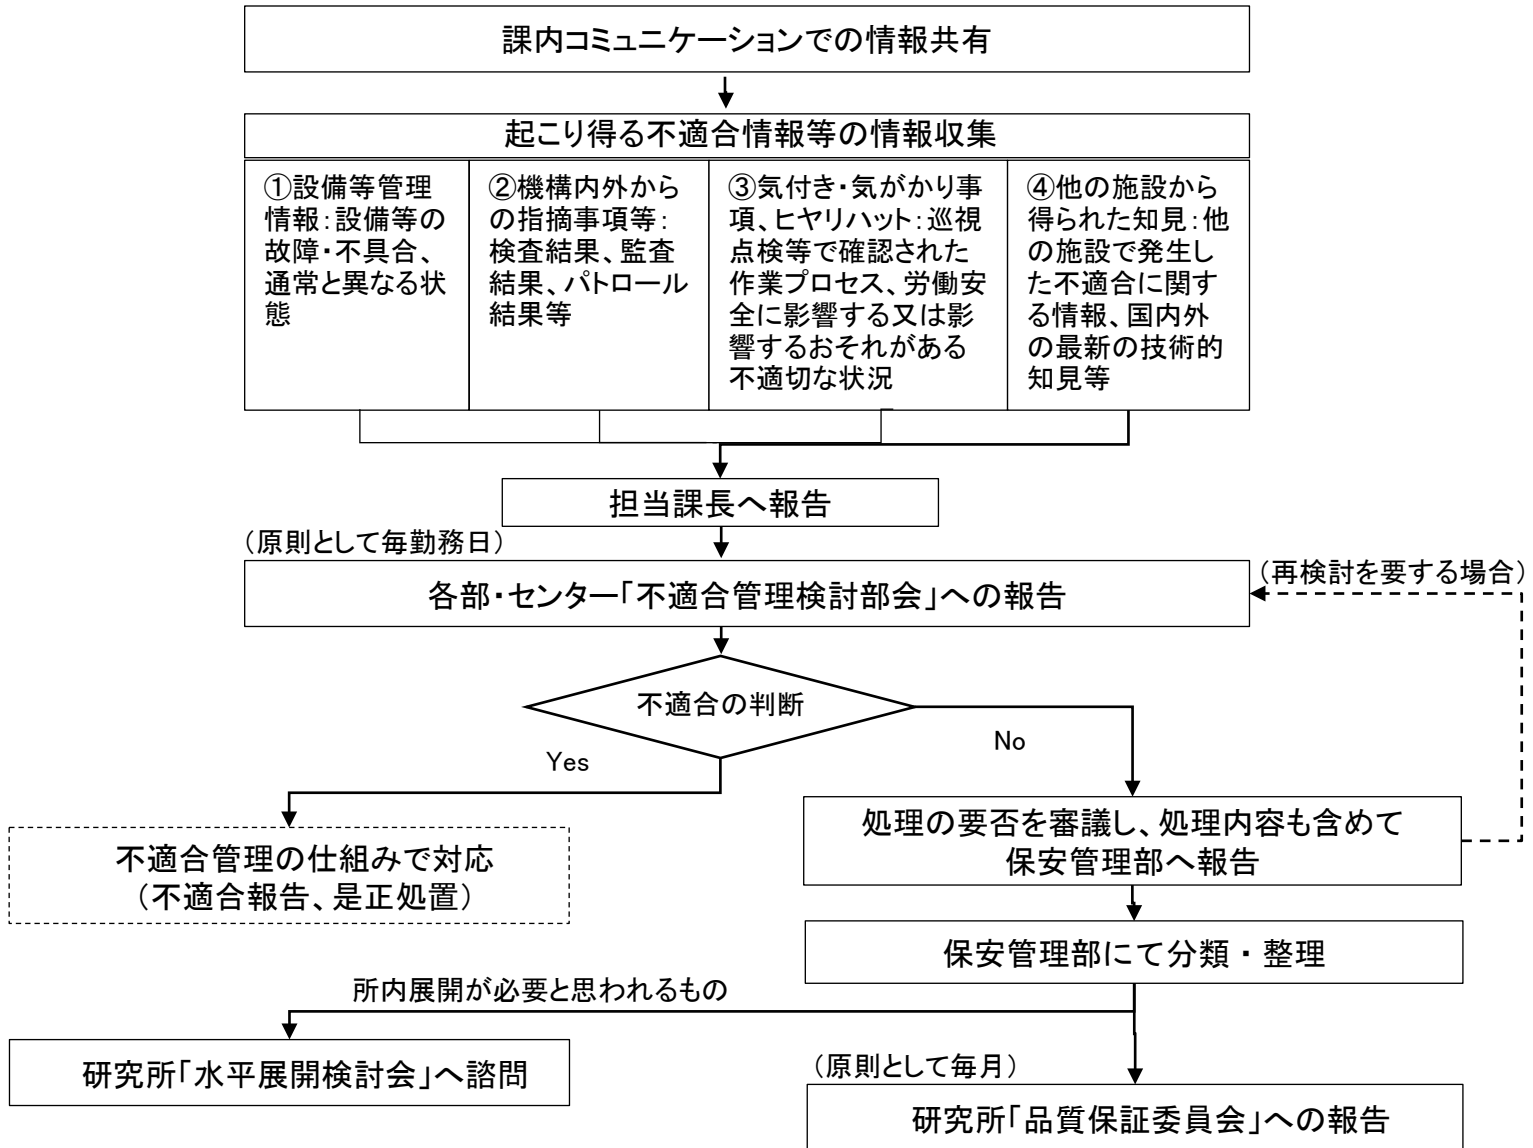 課内コミュニケーションでの情報共有
起こり得る不適合情報等の情報収集
①設備等管理
情報：設備等の
故障・不具合、
通常と異なる状
態
②機構内外から
の指摘事項等：
検査結果、監査
結果、パトロール
結果等
③気付き・気がかり事
項、ヒヤリハット：巡視
点検等で確認された
作業プロセス、労働安
全に影響する又は影
響するおそれがある
不適切な状況
④他の施設から
得られた知見：他
の施設で発生し
た不適合に関す
る情報、国内外
の最新の技術的
知見等
担当課長へ報告
（原則として毎勤務日）
各部・センター「不適合管理検討部会」への報告
（再検討を要する場合）
不適合の判断
Yes
No
不適合管理の仕組みで対応
（不適合報告、是正処置）
処理の要否を審議し、処理内容も含めて
保安管理部へ報告
保安管理部にて分類・整理
所内展開が必要と思われるもの
研究所「水平展開検討会」へ諮問
（原則として毎月）
研究所「品質保証委員会」への報告